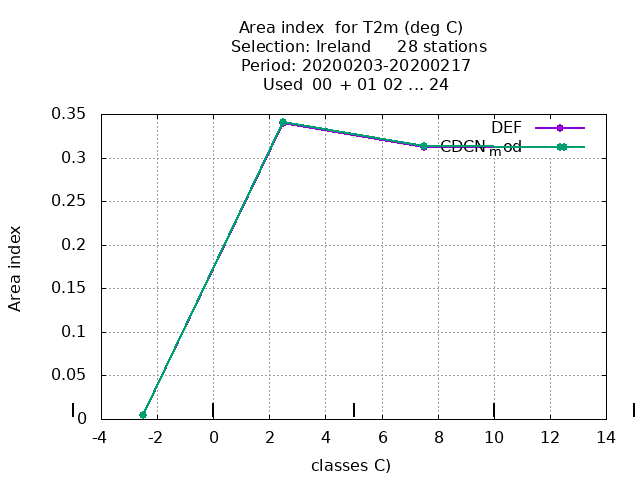 Area index for T2m (deg C)
Selection: Ireland 28 stations
Period: 20200203-20200217
Used 00 + 01 02 ... 24
DEF
CDCN_mod
0.35
0.3
0.25
0.2
0.15
0.1
0.05
0
Area index
-4 -2 0 2 4 6 8 10 12 14
classes C)